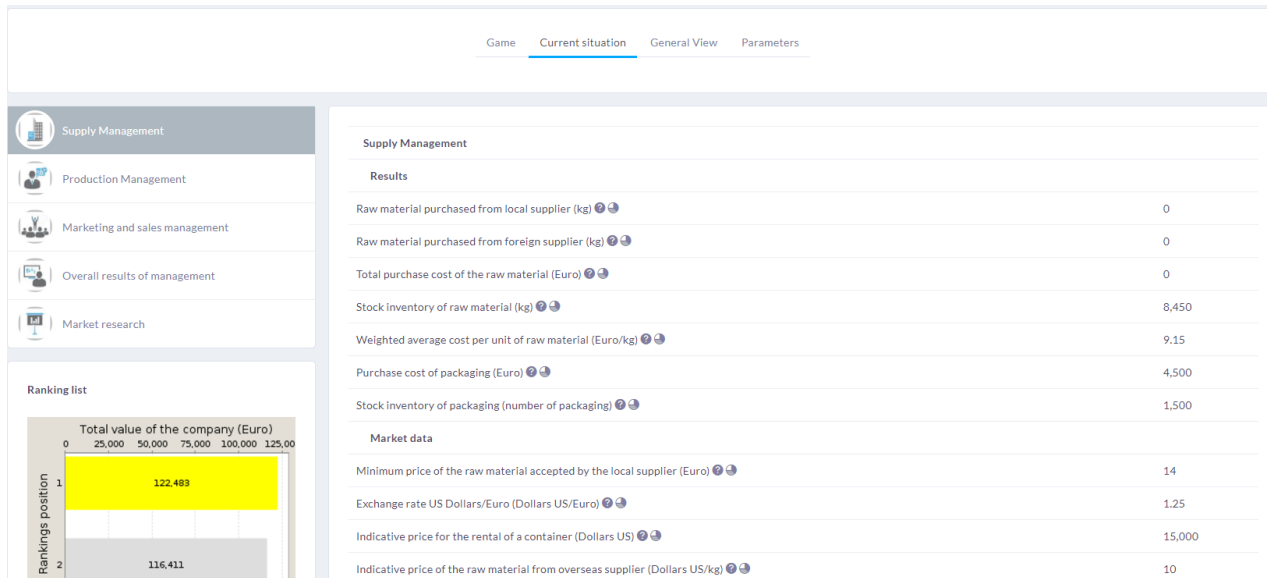 Game Current situation General View Parameters
Supply Management
Production Management
Marketing and sales management
Overall results of management
Market research
Ranking list
Total value of the company (Euro)
0 25,000 50,000 75,000 100,000 125,00
Rankings position
1 122,483
2 116,411
Supply Management
Results
Raw material purchased from local supplier (kg) 0
Raw material purchased from foreign supplier (kg) 0
Total purchase cost of the raw material (Euro) 0
Stock inventory of raw material (kg) 8,450
Weighted average cost per unit of raw material (Euro/kg) 9.15
Purchase cost of packaging (Euro) 4,500
Stock inventory of packaging (number of packaging) 1,500
Market data
Minimum price of the raw material accepted by the local supplier (Euro) 14
Exchange rate US Dollars/Euro (Dollars US/Euro) 1.25
Indicative price for the rental of a container (Dollars US) 15,000
Indicative price of the raw material from overseas supplier (Dollars US/kg) 10